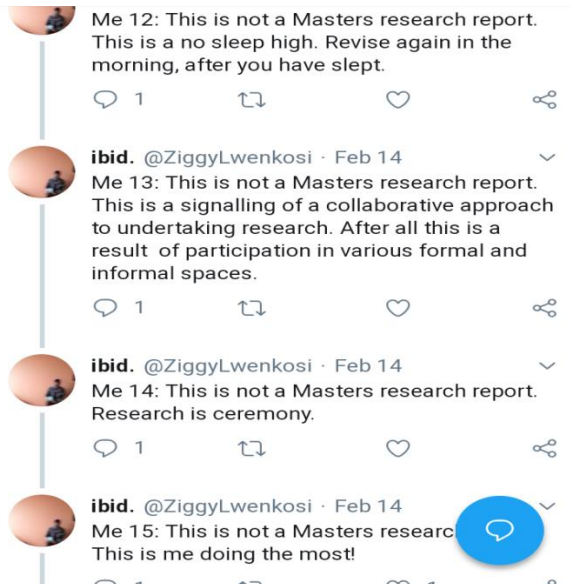 Me 12: This is not a Masters research report.
This is a no sleep high. Revise again in the
morning, after you have slept.
1
ibid. @ZiggyLwenkosi · Feb 14
Me 13: This is not a Masters research report.
This is a signalling of a collaborative approach
to undertaking research. After all this is a
result of participation in various formal and
informal spaces.
1
ibid. @ZiggyLwenkosi · Feb 14
Me 14: This is not a Masters research report.
Research is ceremony.
1
ibid. @ZiggyLwenkosi · Feb 14
Me 15: This is not a Masters researc
This is me doing the most!